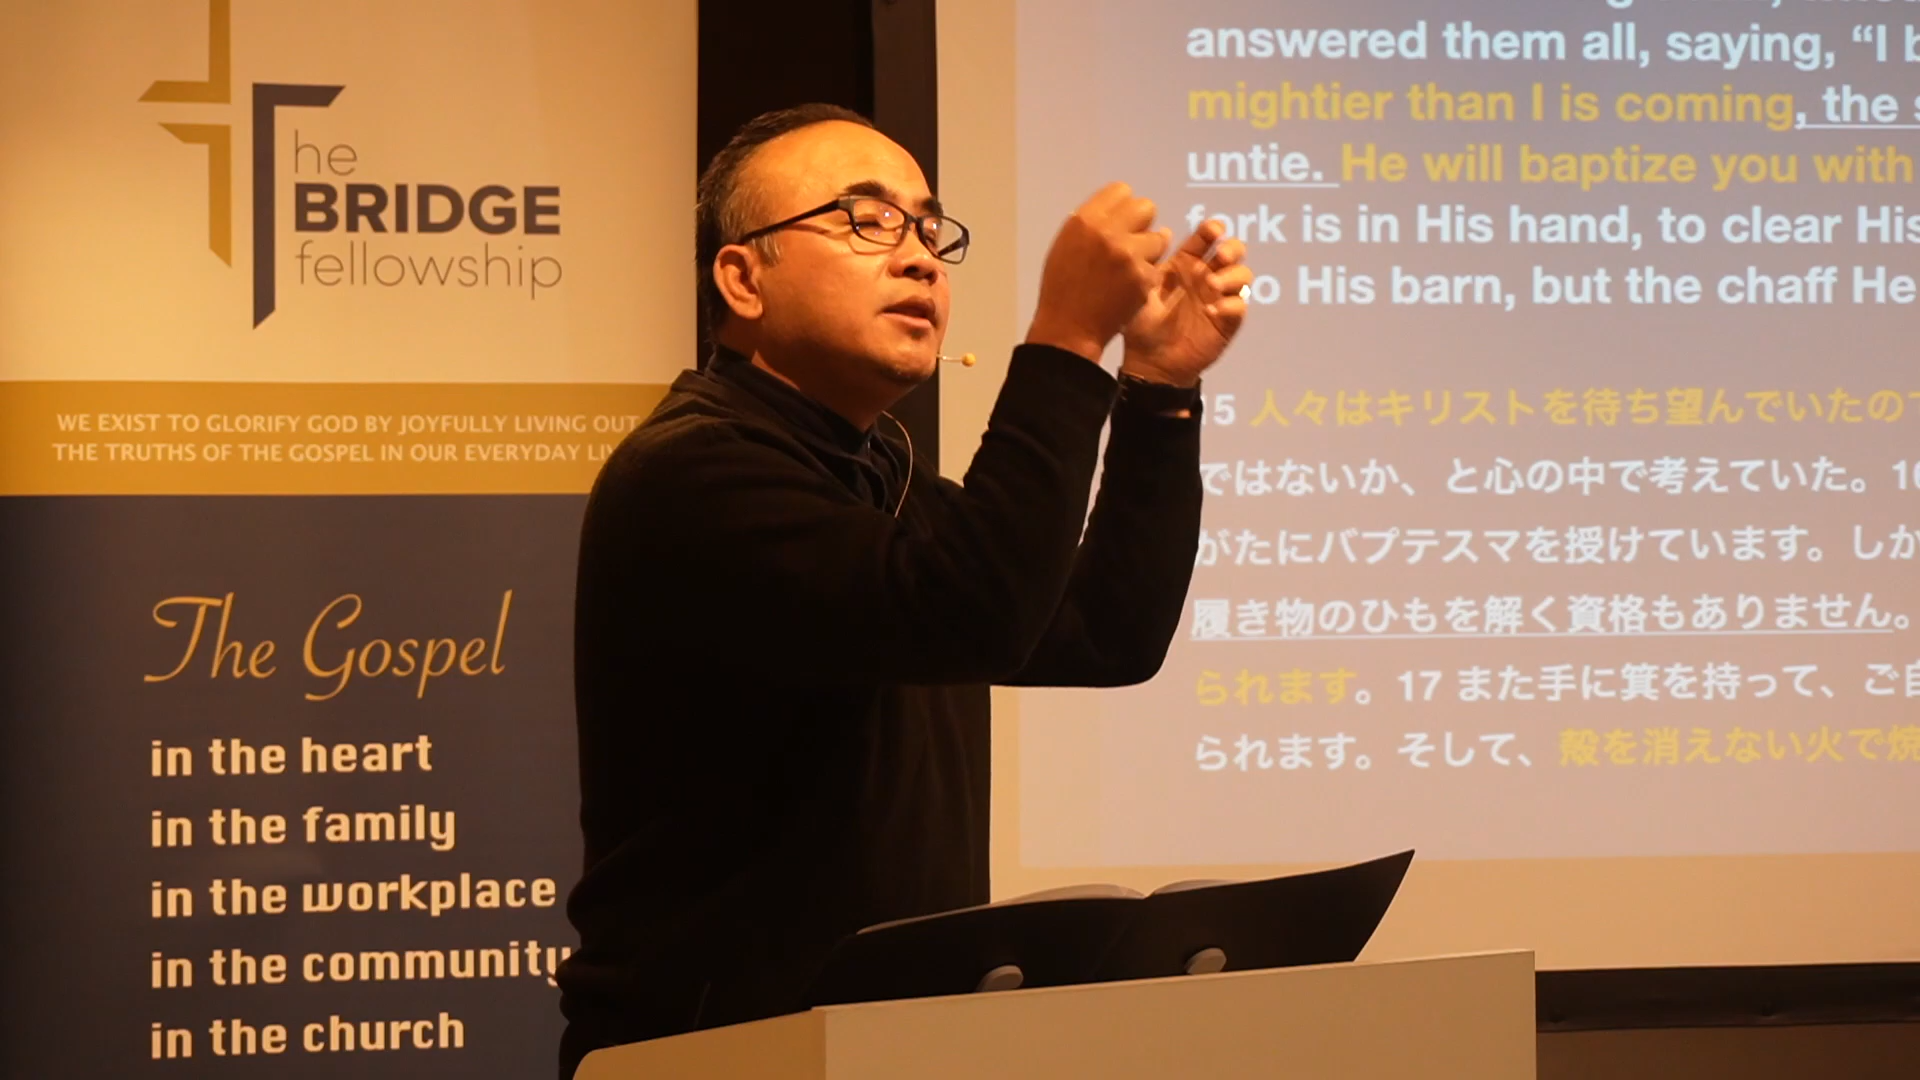 he
BRIDGE
fellowship
WE EXIST TO GLORIFY GOD BY JOYFULLY LIVING OUT
THE TRUTHS OF THE GOSPEL IN OUR EVERYDAY
The Gospel
in the heart
in the family
in the workplace
in the community
in the church
answered them all, saying, “I
mightier than I is coming, the
untie. He will baptize you with
fork is in His hand, to clear His
His barn, but the chaff He
15 人々はキリストを待ち望んでいたの
ではないか、と心の中で考えていた。
がたにバプテスマを授けています。しか
履き物のひもを解く資格もありません。
られます。17 また手に箕を持って、ご自
られます。そして、殻を消えない火で焼